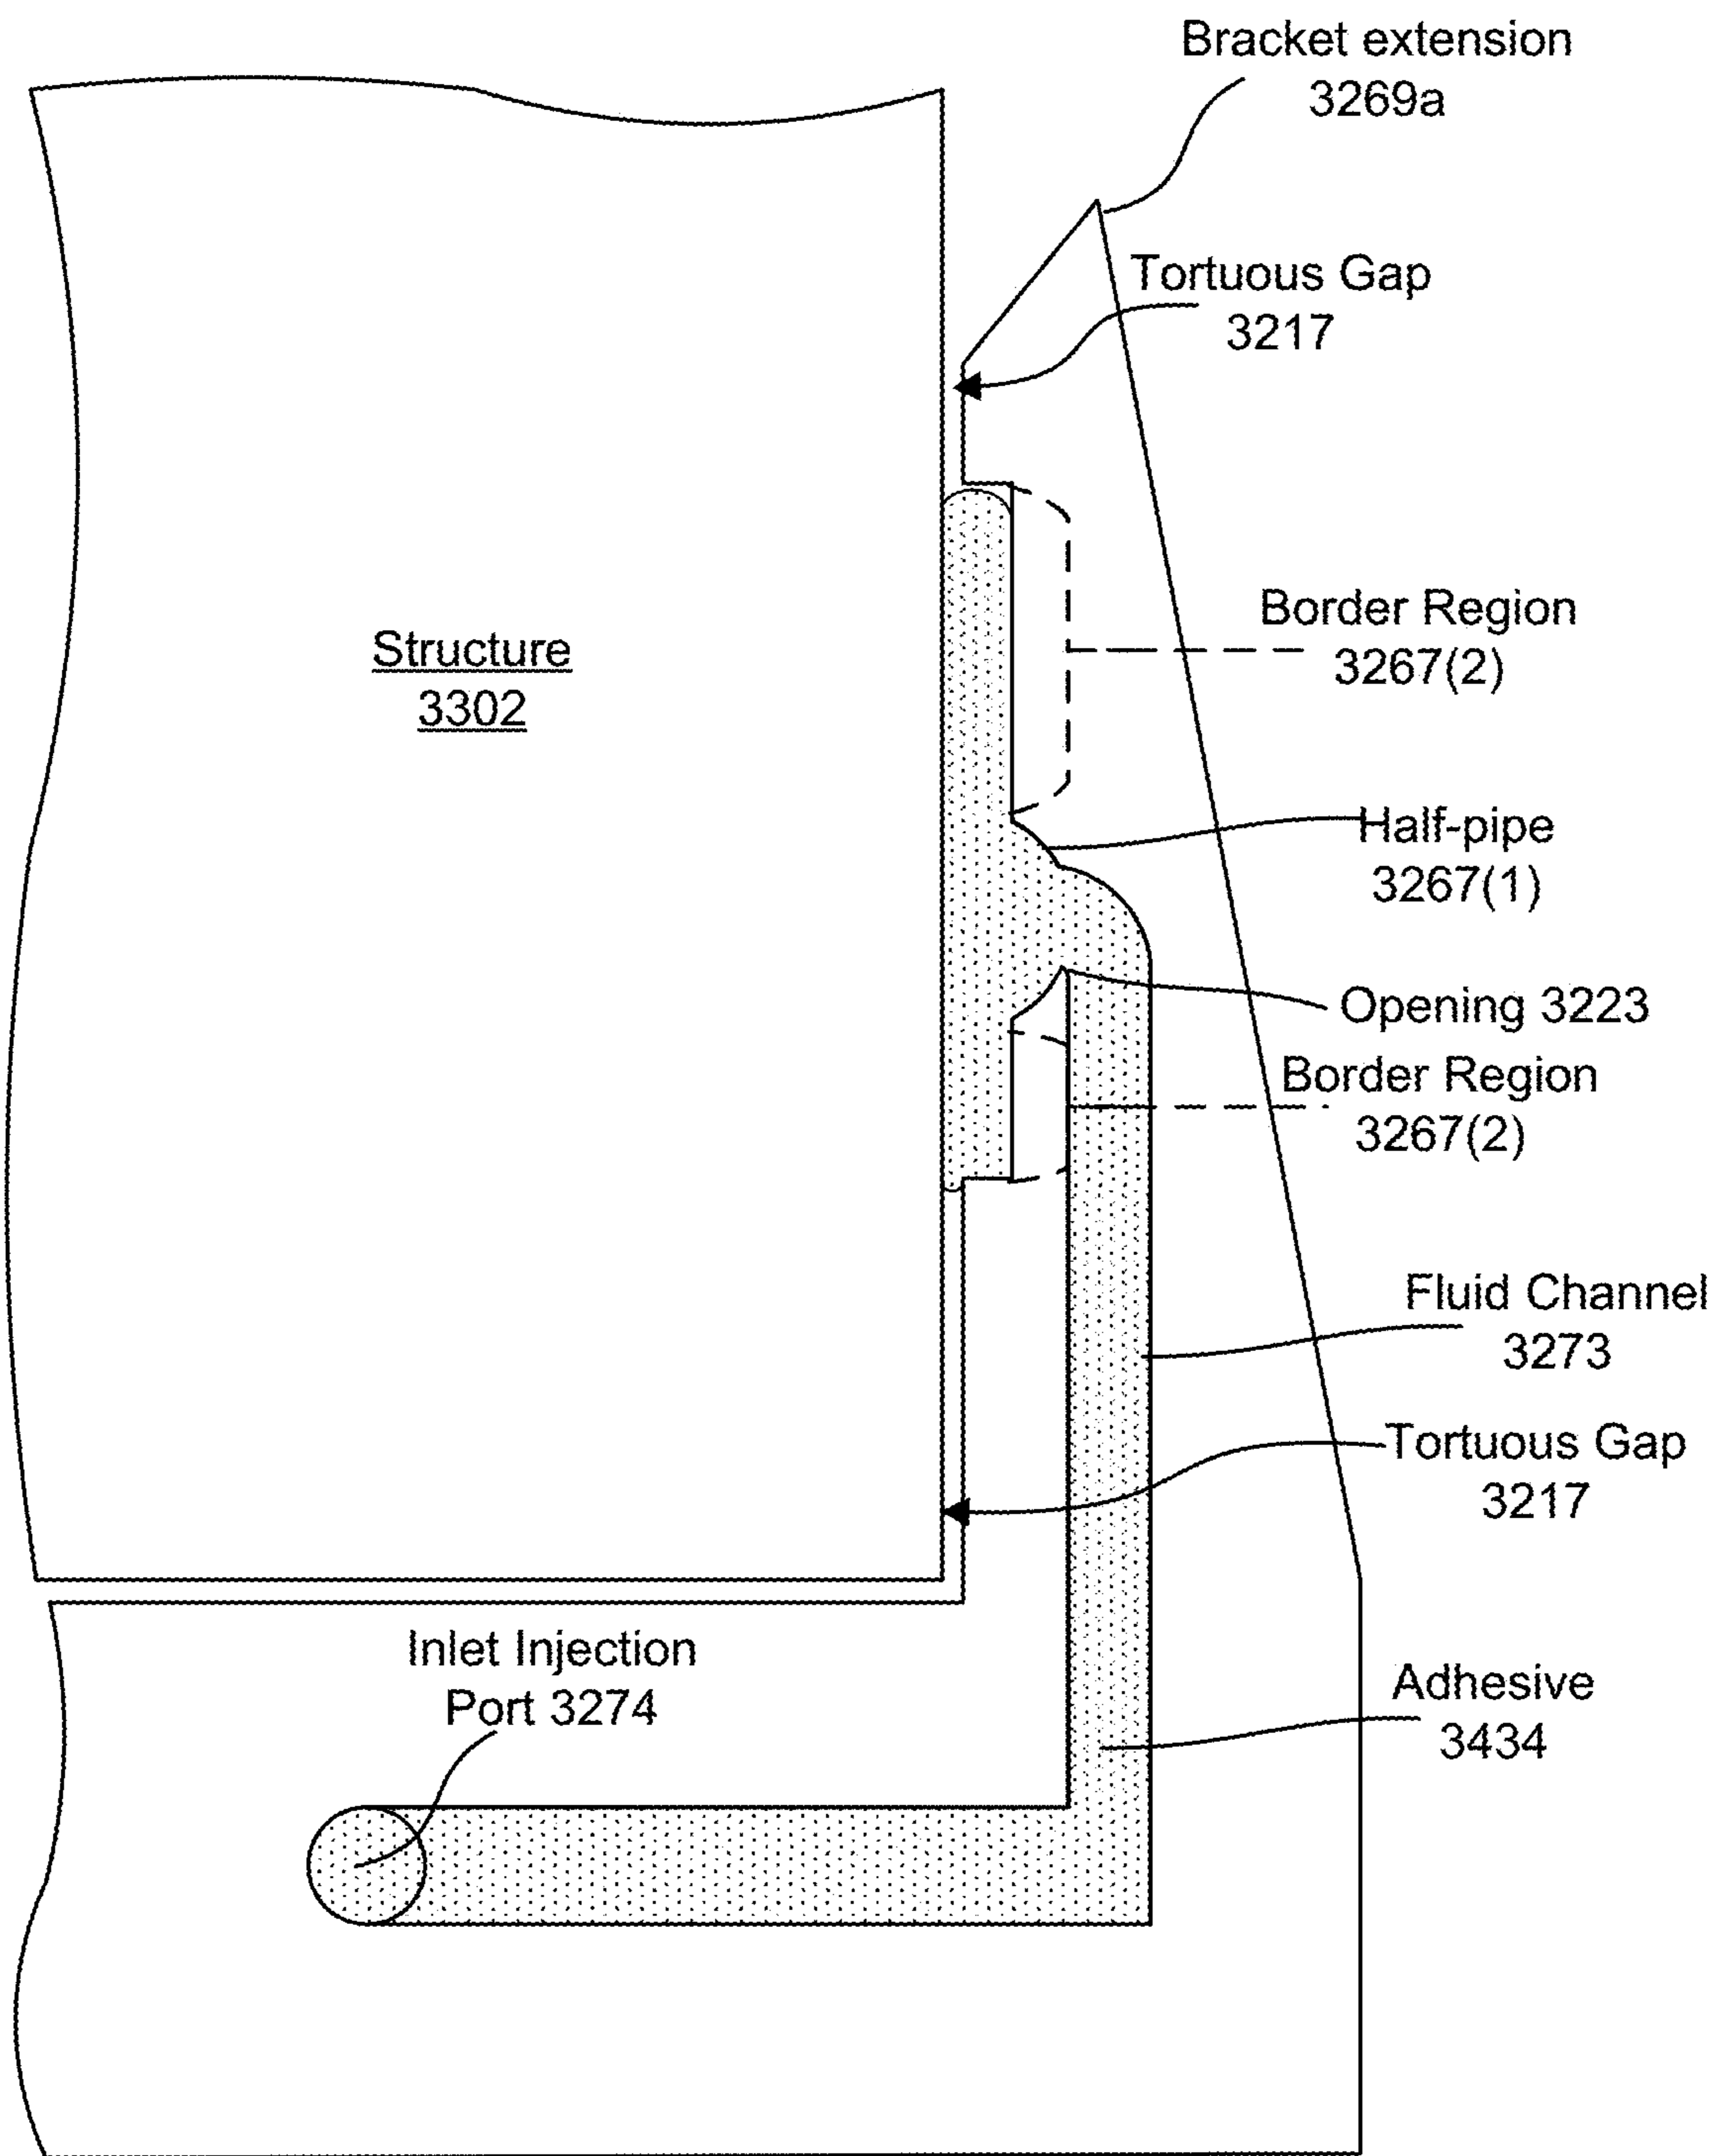 Bracket extension
3269a
Tortuous Gap
3217
Border Region
3267(2)
Structure
3302
Half-pipe
3267(1)
Opening 3223
Border Region
3267(2)
Fluid Channel
3273
Tortuous Gap
3217
Inlet Injection
Port 3274
Adhesive
3434